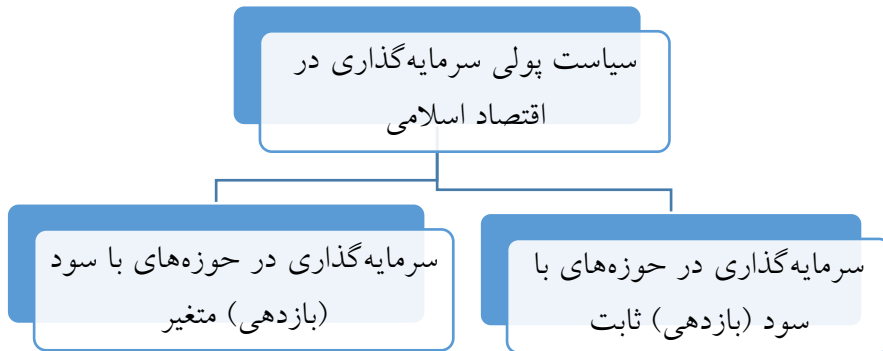 سیاست پولی سرمایه‌گذاری در
اقتصاد اسلامی
سرمایه‌گذاری در حوزه‌های با
سود (بازدهی) ثابت
سرمایه‌گذاری در حوزه‌های با سود
(بازدهی) متغیر